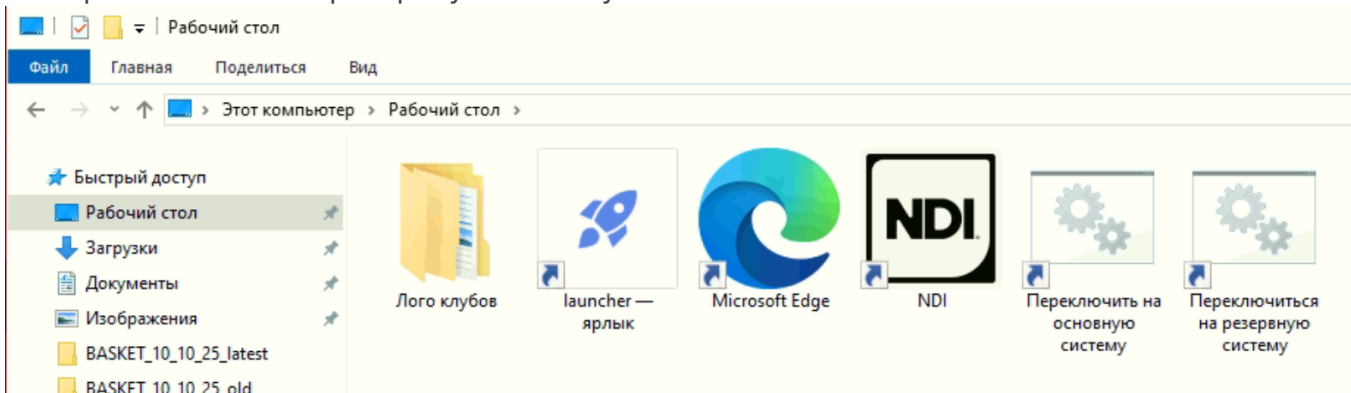 Рабочий стол
Файл Главная Поделиться Вид
Этот компьютер > Рабочий стол >
Быстрый доступ
Рабочий стол
Загрузки
Документы
Изображения
BASKET_10_10_25_latest
BASKET_10_10_25_old
Лого клубов
launcher —
ярлык
Microsoft Edge
NDI
NDI
Переключить на
основную
систему
Переключиться
на резервную
систему